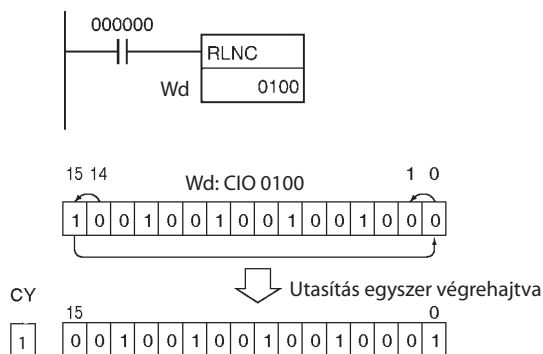 000000
RLNC
Wd 0100
15 14 1 0
Wd: CIO 0100
1 0 0 1 0 0 1 0 0 1 0 0 1 0 0 0
Utasítás egyszer végrehajtva
CY 15 0
1 0 0 1 0 0 1 0 0 1 0 0 1 0 0 0 1